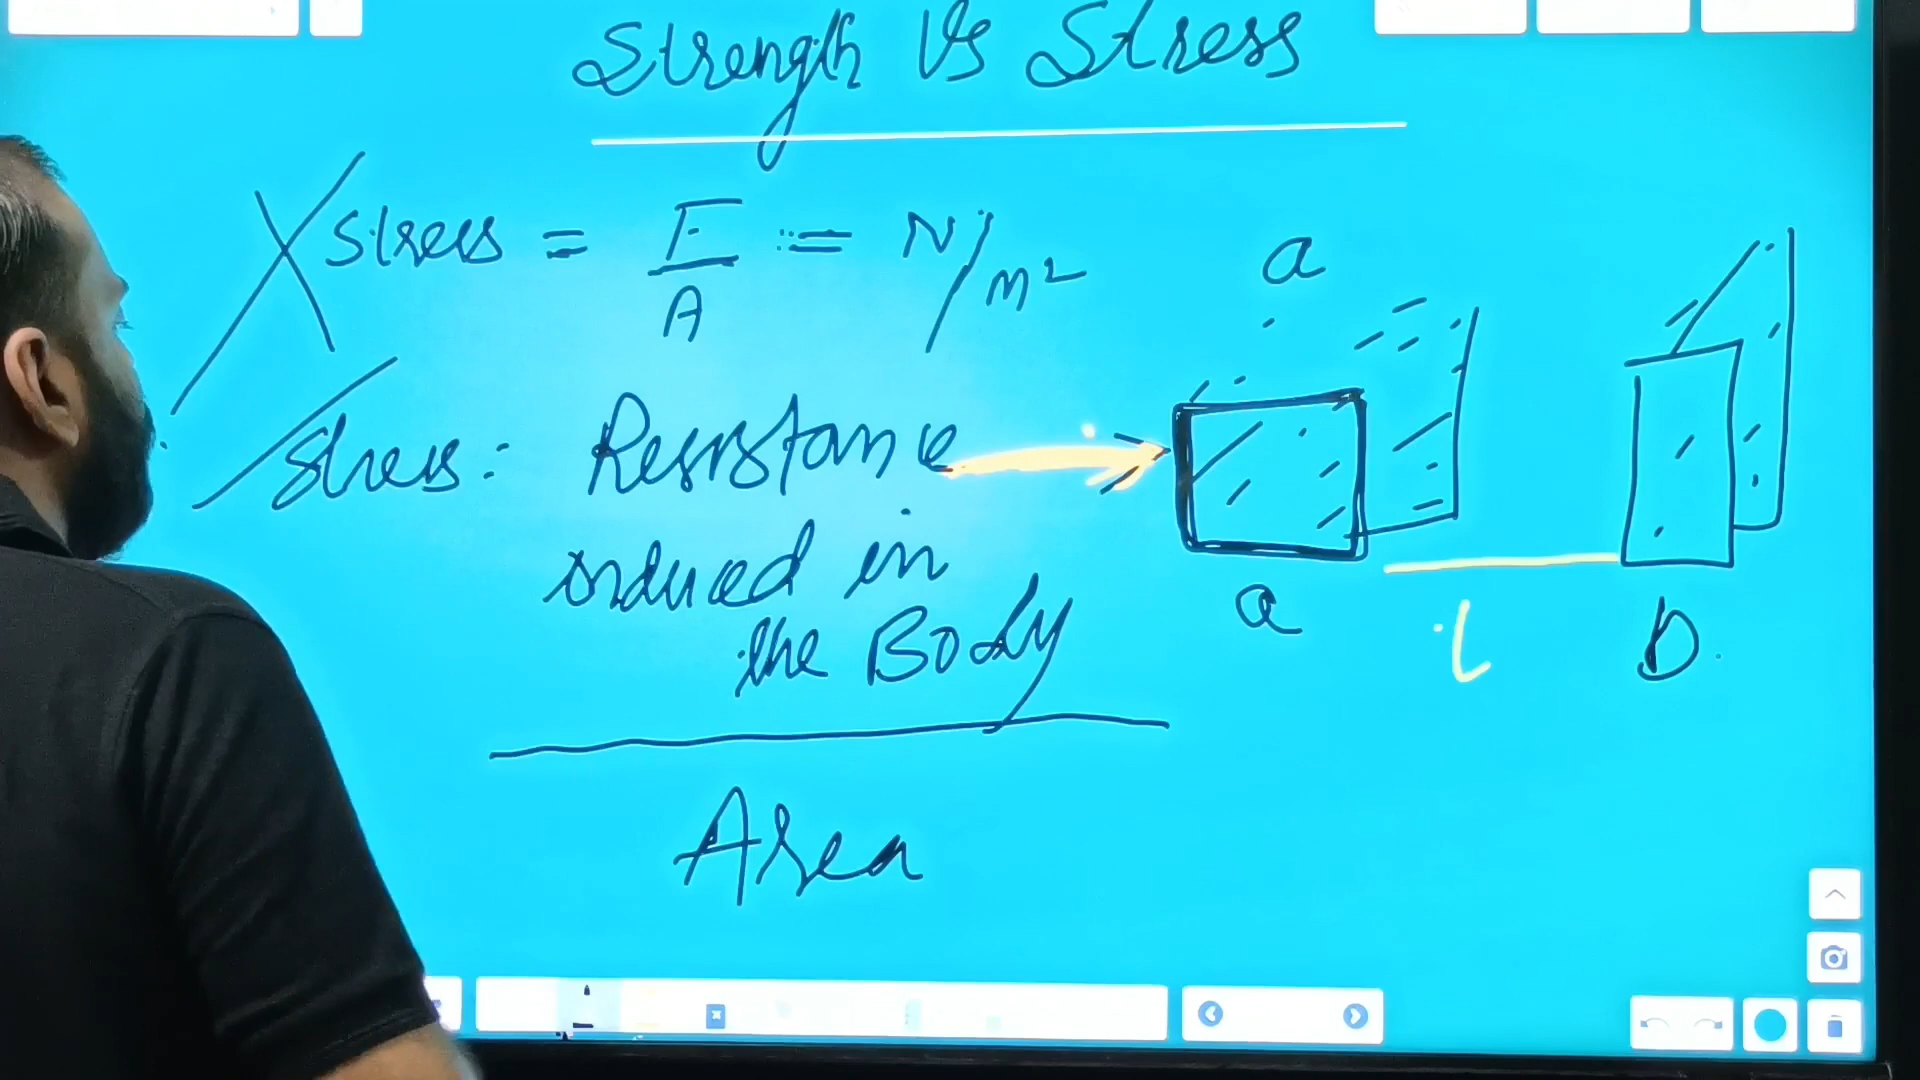 Strength Vs Stress
Stress = F/A = N/m²
a
Stress: Resistance
induced in
the Body
a
L
D
Area